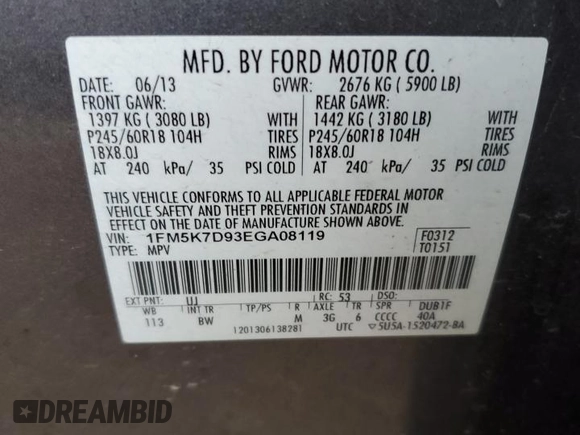 MFD. BY FORD MOTOR CO.
DATE: 06/13 GVWR: 2676 KG ( 5900 LB)
FRONT GAWR: REAR GAWR:
1397 KG ( 3080 LB) 1442 KG ( 3180 LB) WITH
P245/60R18 104H TIRES P245/60R18 104H TIRES
18X8.0J RIMS 18X8.0J RIMS
AT 240 kPa/ 35 PSI COLD AT 240 kPa/ 35 PSI COLD
THIS VEHICLE CONFORMS TO ALL APPLICABLE FEDERAL MOTOR
VEHICLE SAFETY AND THEFT PREVENTION STANDARDS IN
EFFECT ON THE DATE OF MANUFACTURE SHOWN ABOVE.
VIN: 1FM5K7D93EGA08119 F0312
TYPE: MPV T0151
EXT PNT: UJ RC: 53 DSO:
WB INT TR TP/PS R AXLE TR SPR DUB1F
113 BW M 3G 6 CCCC 40A
1201306138281 UTC ▽5U5A-1520472-BA
DREAMBID